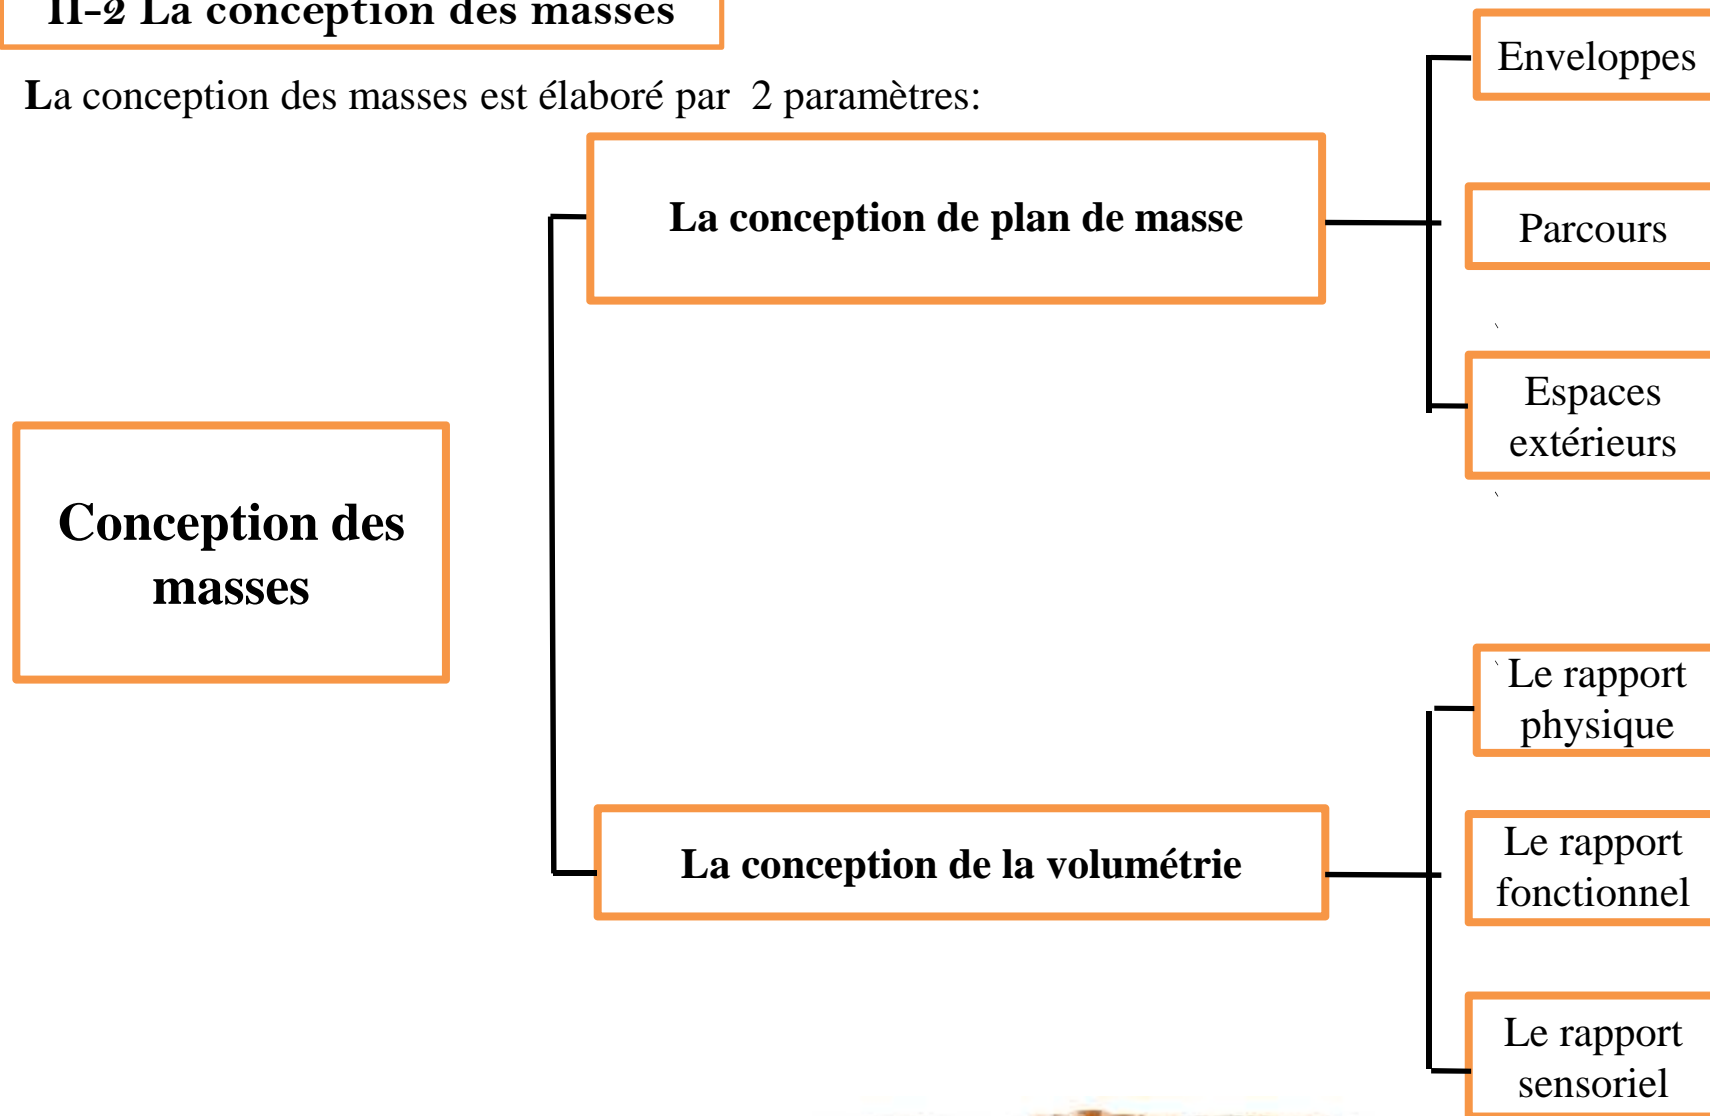 II-2 La conception des masses
La conception des masses est élaboré par 2 paramètres:
Conception des
masses
La conception de plan de masse
Enveloppes
Parcours
Espaces
extérieurs
La conception de la volumétrie
Le rapport
physique
Le rapport
fonctionnel
Le rapport
sensoriel